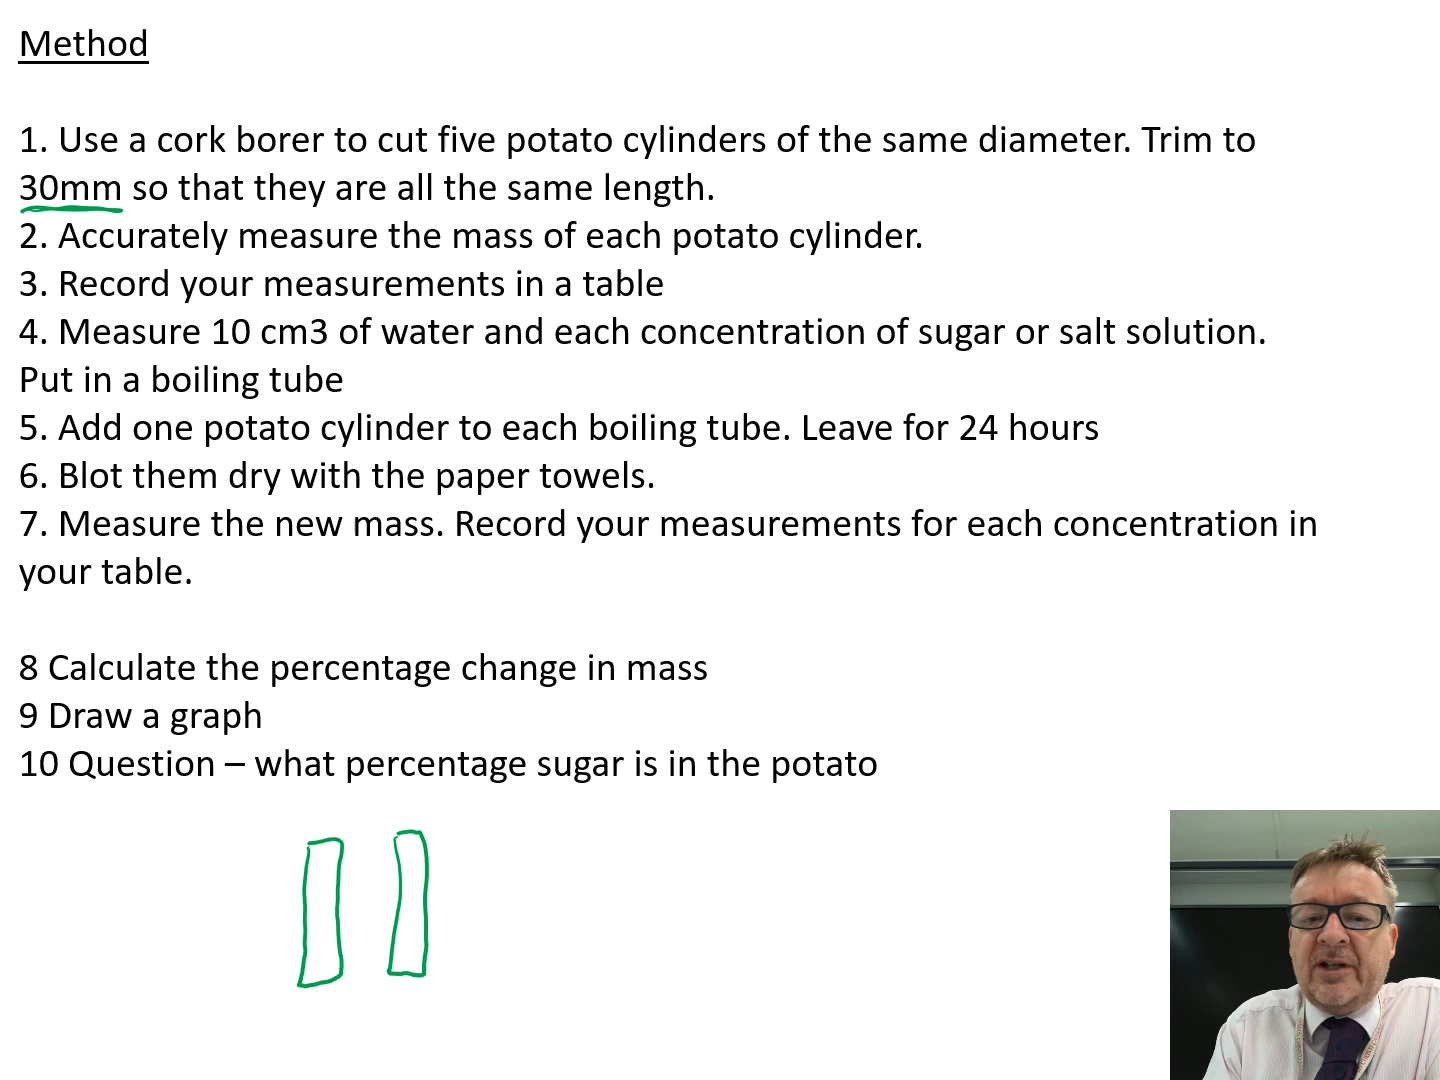 Method
1. Use a cork borer to cut five potato cylinders of the same diameter. Trim to
30mm so that they are all the same length.
2. Accurately measure the mass of each potato cylinder.
3. Record your measurements in a table
4. Measure 10 cm3 of water and each concentration of sugar or salt solution.
Put in a boiling tube
5. Add one potato cylinder to each boiling tube. Leave for 24 hours
6. Blot them dry with the paper towels.
7. Measure the new mass. Record your measurements for each concentration in
your table.
8 Calculate the percentage change in mass
9 Draw a graph
10 Question – what percentage sugar is in the potato